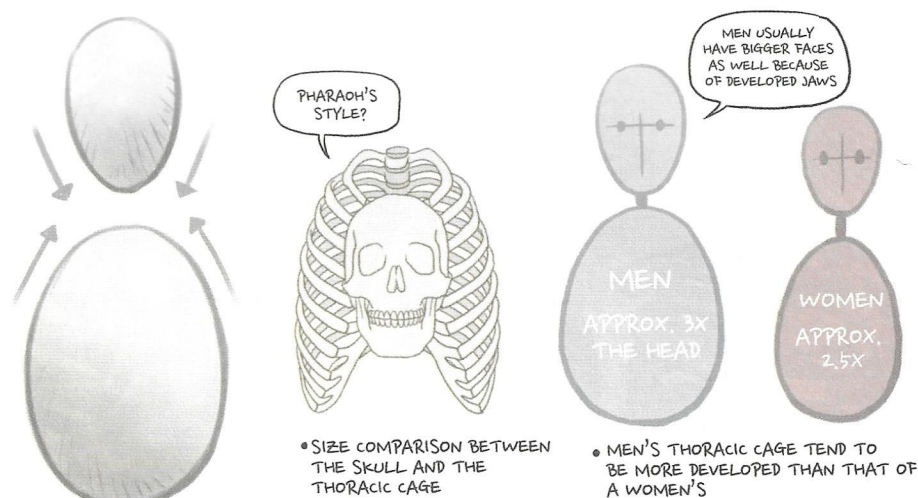 PHARAOH'S
STYLE?
• SIZE COMPARISON BETWEEN
THE SKULL AND THE
THORACIC CAGE
MEN USUALLY
HAVE BIGGER FACES
AS WELL BECAUSE
OF DEVELOPED JAWS
MEN
APPROX. 3X
THE HEAD
WOMEN
APPROX.
2.5X
• MEN'S THORACIC CAGE TEND TO
BE MORE DEVELOPED THAN THAT OF
A WOMEN'S